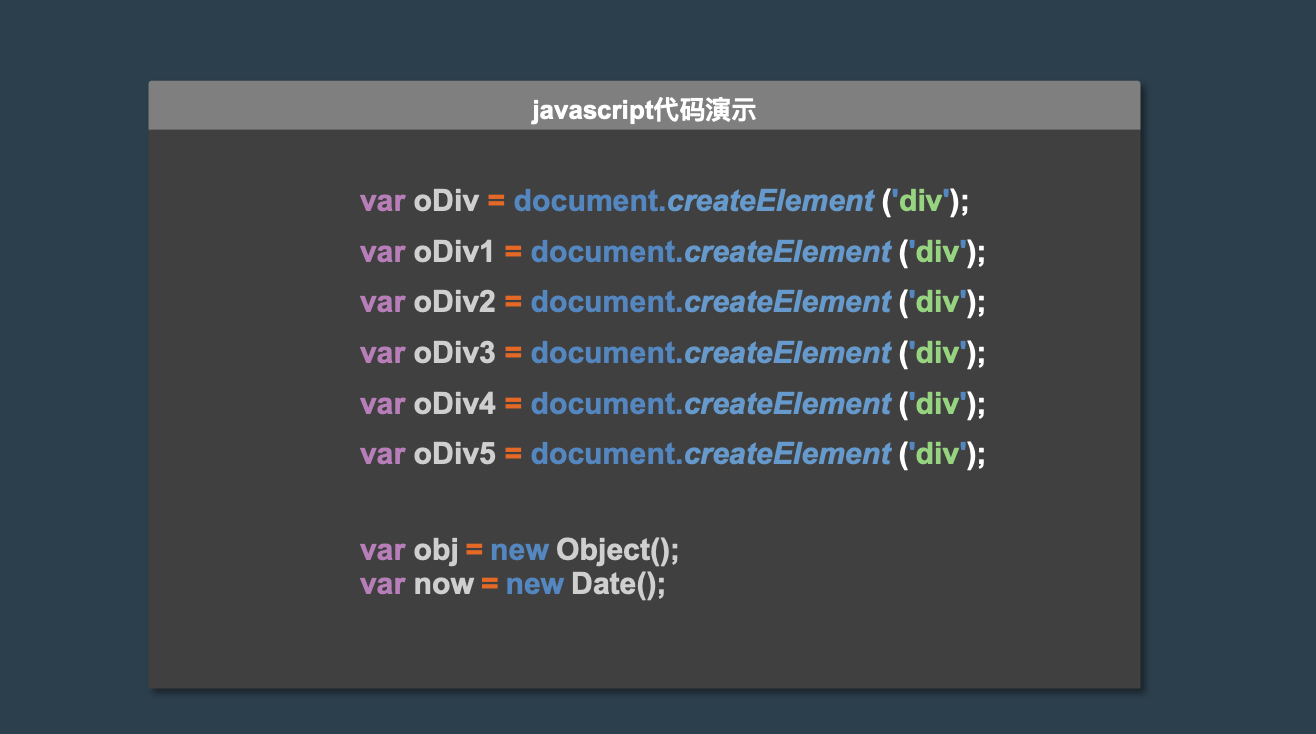 javascript代码演示
var oDiv = document.createElement ('div');
var oDiv1 = document.createElement ('div');
var oDiv2 = document.createElement ('div');
var oDiv3 = document.createElement ('div');
var oDiv4 = document.createElement ('div');
var oDiv5 = document.createElement ('div');
var obj = new Object();
var now = new Date();